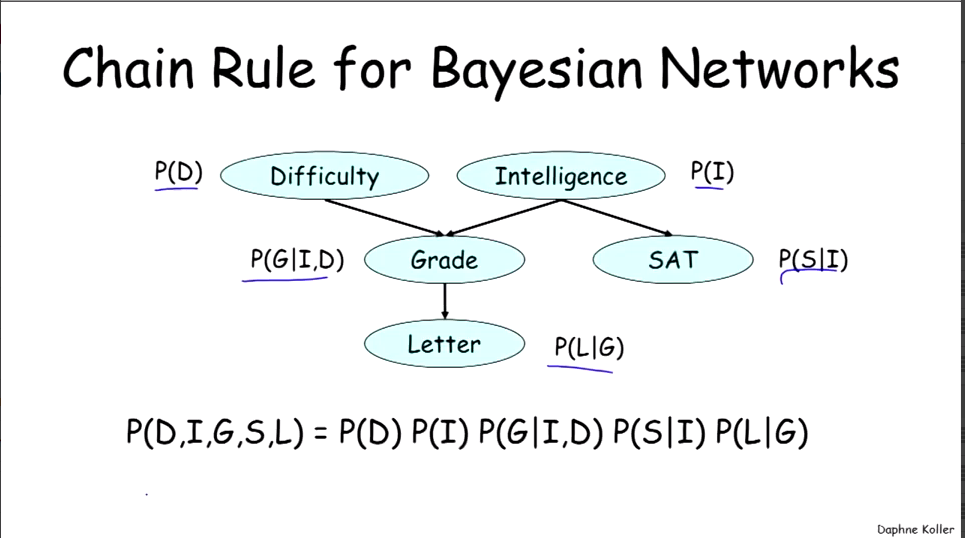 Chain Rule for Bayesian Networks
P(D) Difficulty Intelligence P(I)
P(G|I,D) Grade SAT P(S|I)
Letter P(L|G)
P(D,I,G,S,L) = P(D) P(I) P(G|I,D) P(S|I) P(L|G)
Daphne Koller